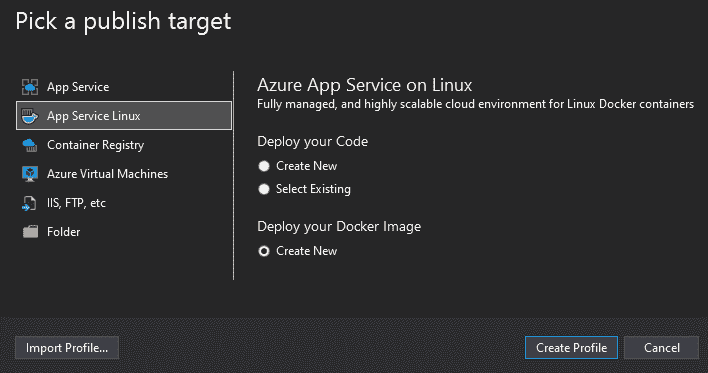 Pick a publish target
App Service
App Service Linux
Container Registry
Azure Virtual Machines
IIS, FTP, etc
Folder
Azure App Service on Linux
Fully managed, and highly scalable cloud environment for Linux Docker containers
Deploy your Code
Create New
Select Existing
Deploy your Docker Image
Create New
Import Profile...
Create Profile
Cancel